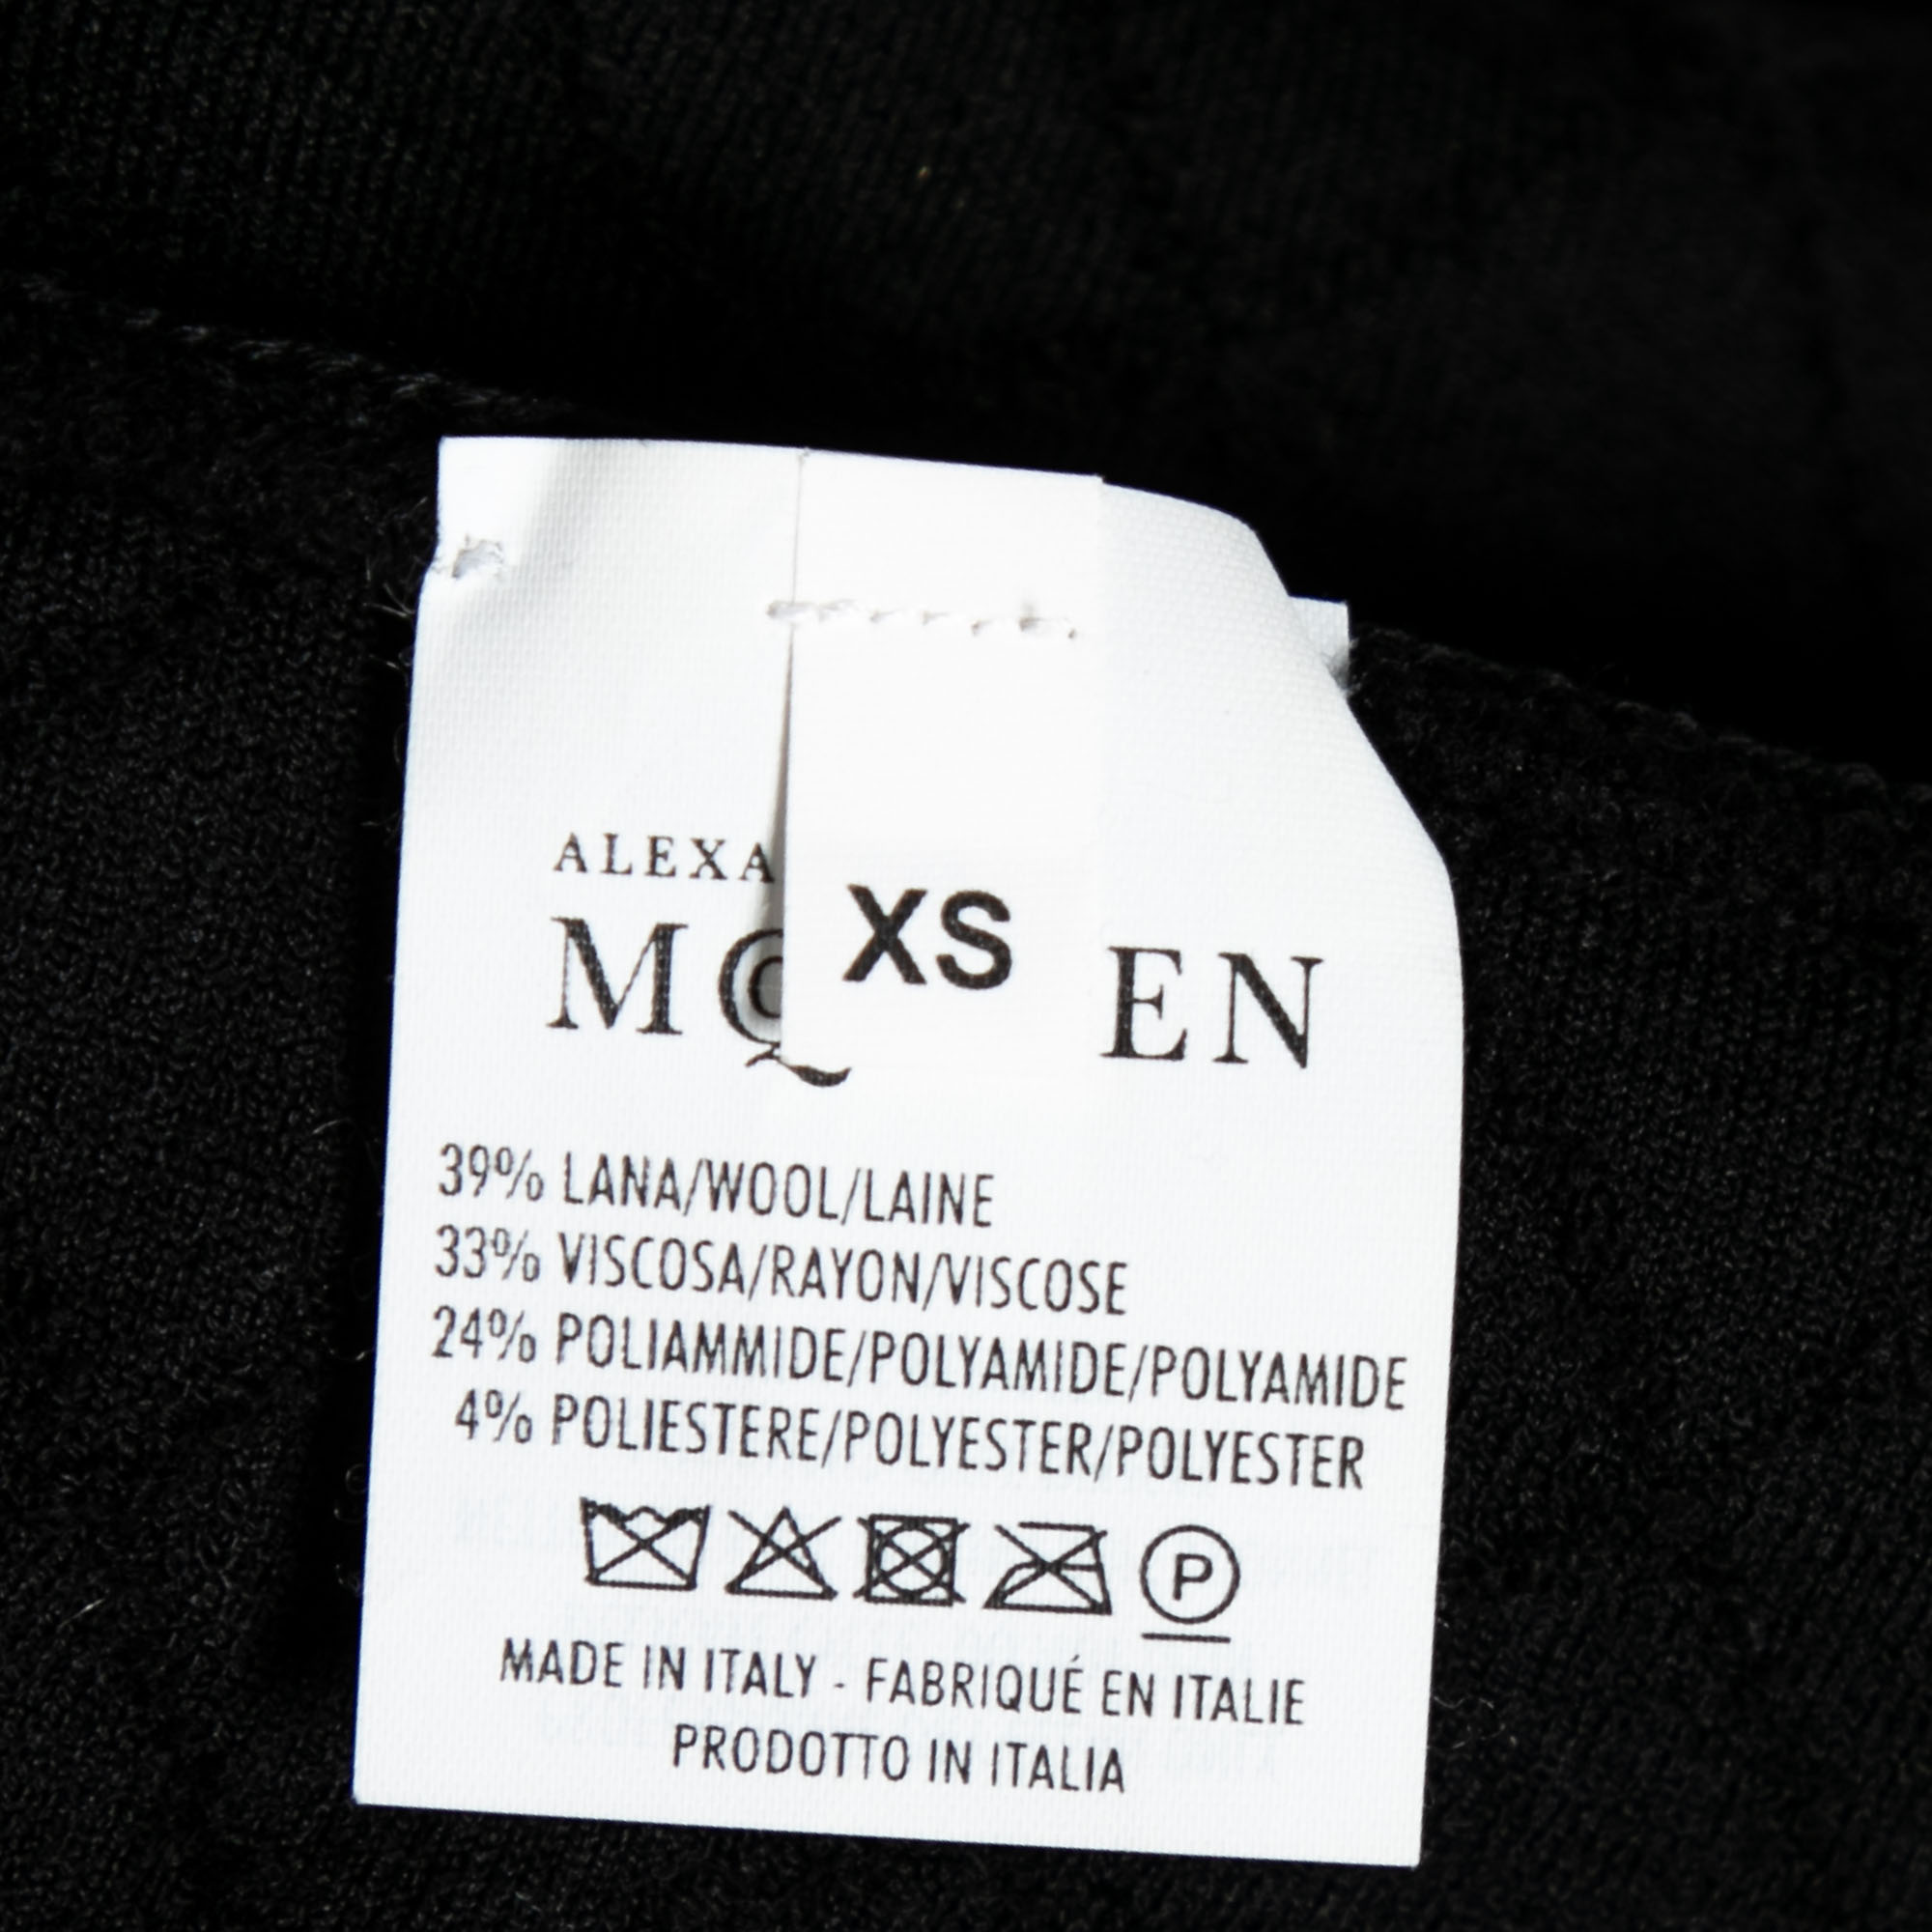 ALEXA
MQ EN
XS
39% LANA/WOOL/LAINE
33% VISCOSA/RAYON/VISCOSE
24% POLIAMMIDE/POLYAMIDE/POLYAMIDE
4% POLIESTERE/POLYESTER/POLYESTER
P
MADE IN ITALY - FABRIQUÉ EN ITALIE
PRODOTTO IN ITALIA